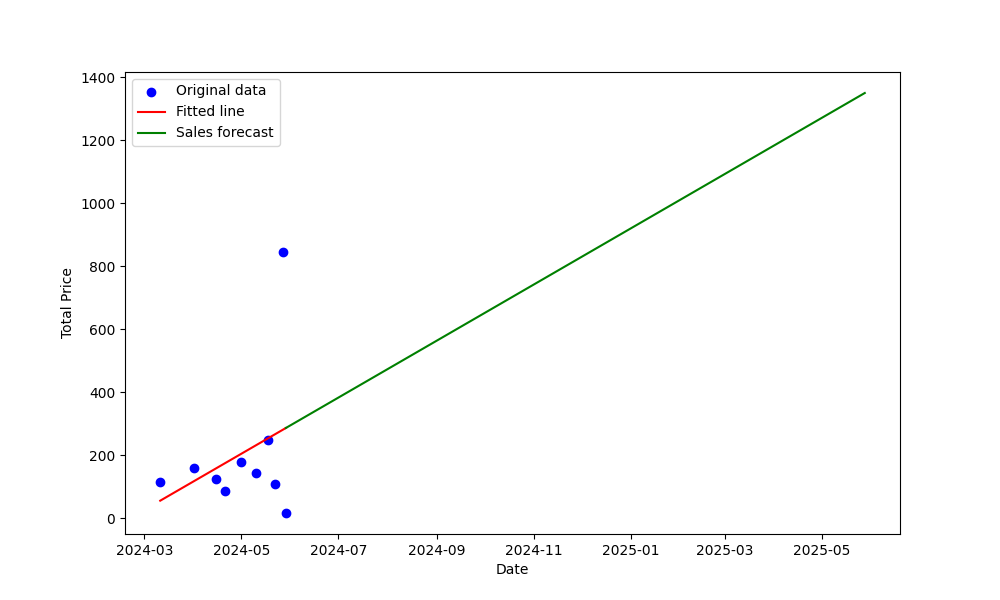 Original data
Fitted line
Sales forecast
1400
1200
1000
800
600
400
200
0
Total Price
2024-03 2024-05 2024-07 2024-09 2024-11 2025-01 2025-03 2025-05
Date